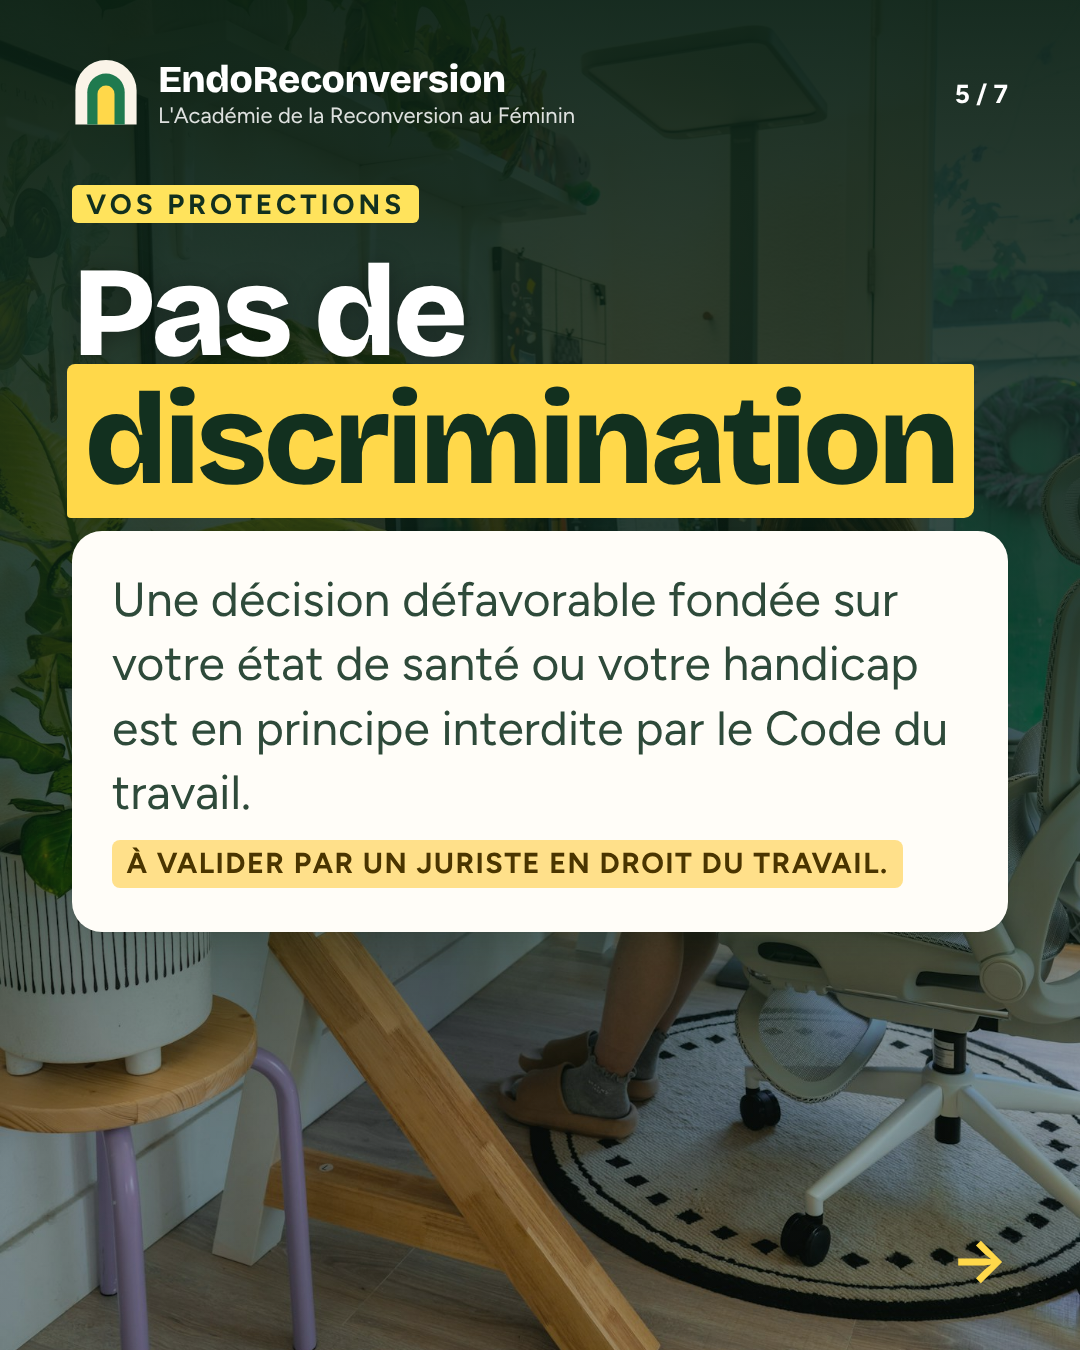 EndoReconversion
L'Académie de la Reconversion au Féminin
5 / 7
VOS PROTECTIONS
Pas de
discrimination
Une décision défavorable fondée sur
votre état de santé ou votre handicap
est en principe interdite par le Code du
travail.
À VALIDER PAR UN JURISTE EN DROIT DU TRAVAIL.